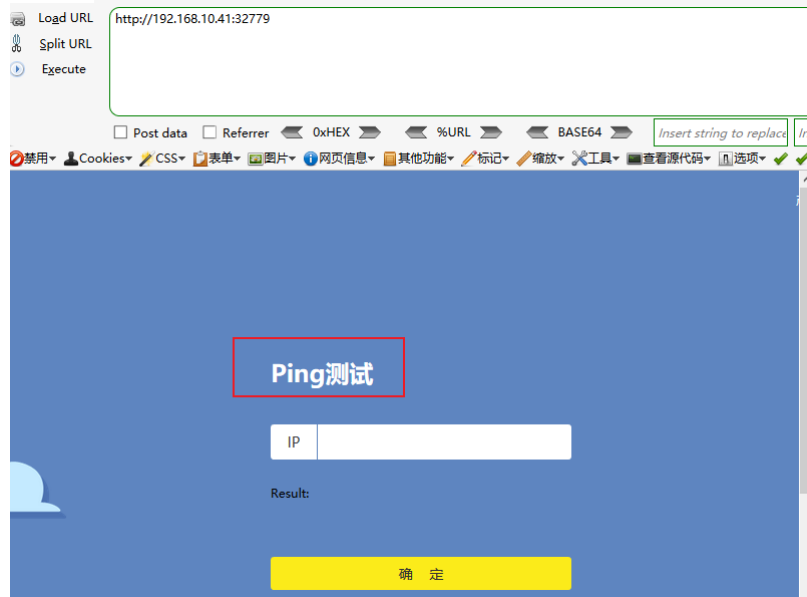 Load URL
http://192.168.10.41:32779
Split URL
Execute
Post data Referrer 0xHEX %URL BASE64 Insert string to replace
禁用 Cookies CSS 表单 图片 网页信息 其他功能 标记 缩放 工具 查看源代码 选项
Ping测试
IP
Result:
确 定